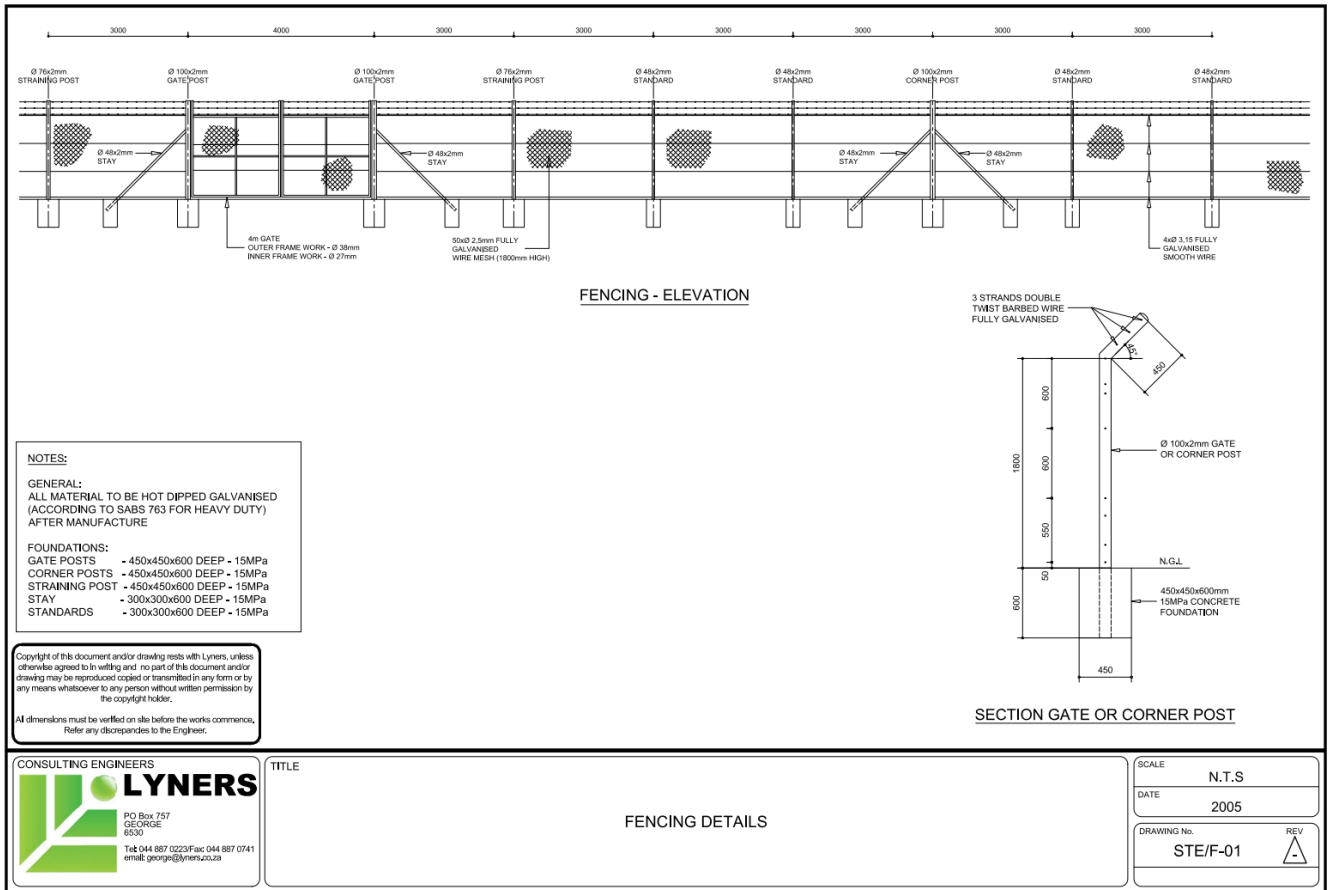 3000 4000 3000 3000 3000 3000 3000 3000
Ø 76x2mm
STRAINING POST
Ø 100x2mm
GATE POST
Ø 100x2mm
GATE POST
Ø 76x2mm
STRAINING POST
Ø 48x2mm
STANDARD
Ø 48x2mm
STANDARD
Ø 100x2mm
CORNER POST
Ø 48x2mm
STANDARD
Ø 48x2mm
STANDARD
Ø 48x2mm
STAY
Ø 48x2mm
STAY
Ø 48x2mm
STAY
Ø 48x2mm
STAY
4m GATE
OUTER FRAME WORK - Ø 38mm
INNER FRAME WORK - Ø 27mm
50xØ 2,5mm FULLY
GALVANISED
WIRE MESH (1800mm HIGH)
4xØ 3,15 FULLY
GALVANISED
SMOOTH WIRE
FENCING - ELEVATION
3 STRANDS DOUBLE
TWIST BARBED WIRE
FULLY GALVANISED
45°
450
600
600
1800
550
50
600
Ø 100x2mm GATE
OR CORNER POST
N.G.L
450x450x600mm
15MPa CONCRETE
FOUNDATION
450
SECTION GATE OR CORNER POST
NOTES:
GENERAL:
ALL MATERIAL TO BE HOT DIPPED GALVANISED
(ACCORDING TO SABS 763 FOR HEAVY DUTY)
AFTER MANUFACTURE
FOUNDATIONS:
GATE POSTS - 450x450x600 DEEP - 15MPa
CORNER POSTS - 450x450x600 DEEP - 15MPa
STRAINING POST - 450x450x600 DEEP - 15MPa
STAY - 300x300x600 DEEP - 15MPa
STANDARDS - 300x300x600 DEEP - 15MPa
Copyright of this document and/or drawing rests with Lyners, unless
otherwise agreed to in writing and no part of this document and/or
drawing may be reproduced copied or transmitted in any form or by
any means whatsoever to any person without written permission by
the copyright holder.
All dimensions must be verified on site before the works commence.
Refer any discrepancies to the Engineer.
CONSULTING ENGINEERS
LYNERS
PO Box 757
GEORGE
6530
Tel: 044 887 0223/Fax: 044 887 0741
email: george@lyners.co.za
TITLE
FENCING DETAILS
SCALE
N.T.S
DATE
2005
DRAWING No.
STE/F-01
REV
-